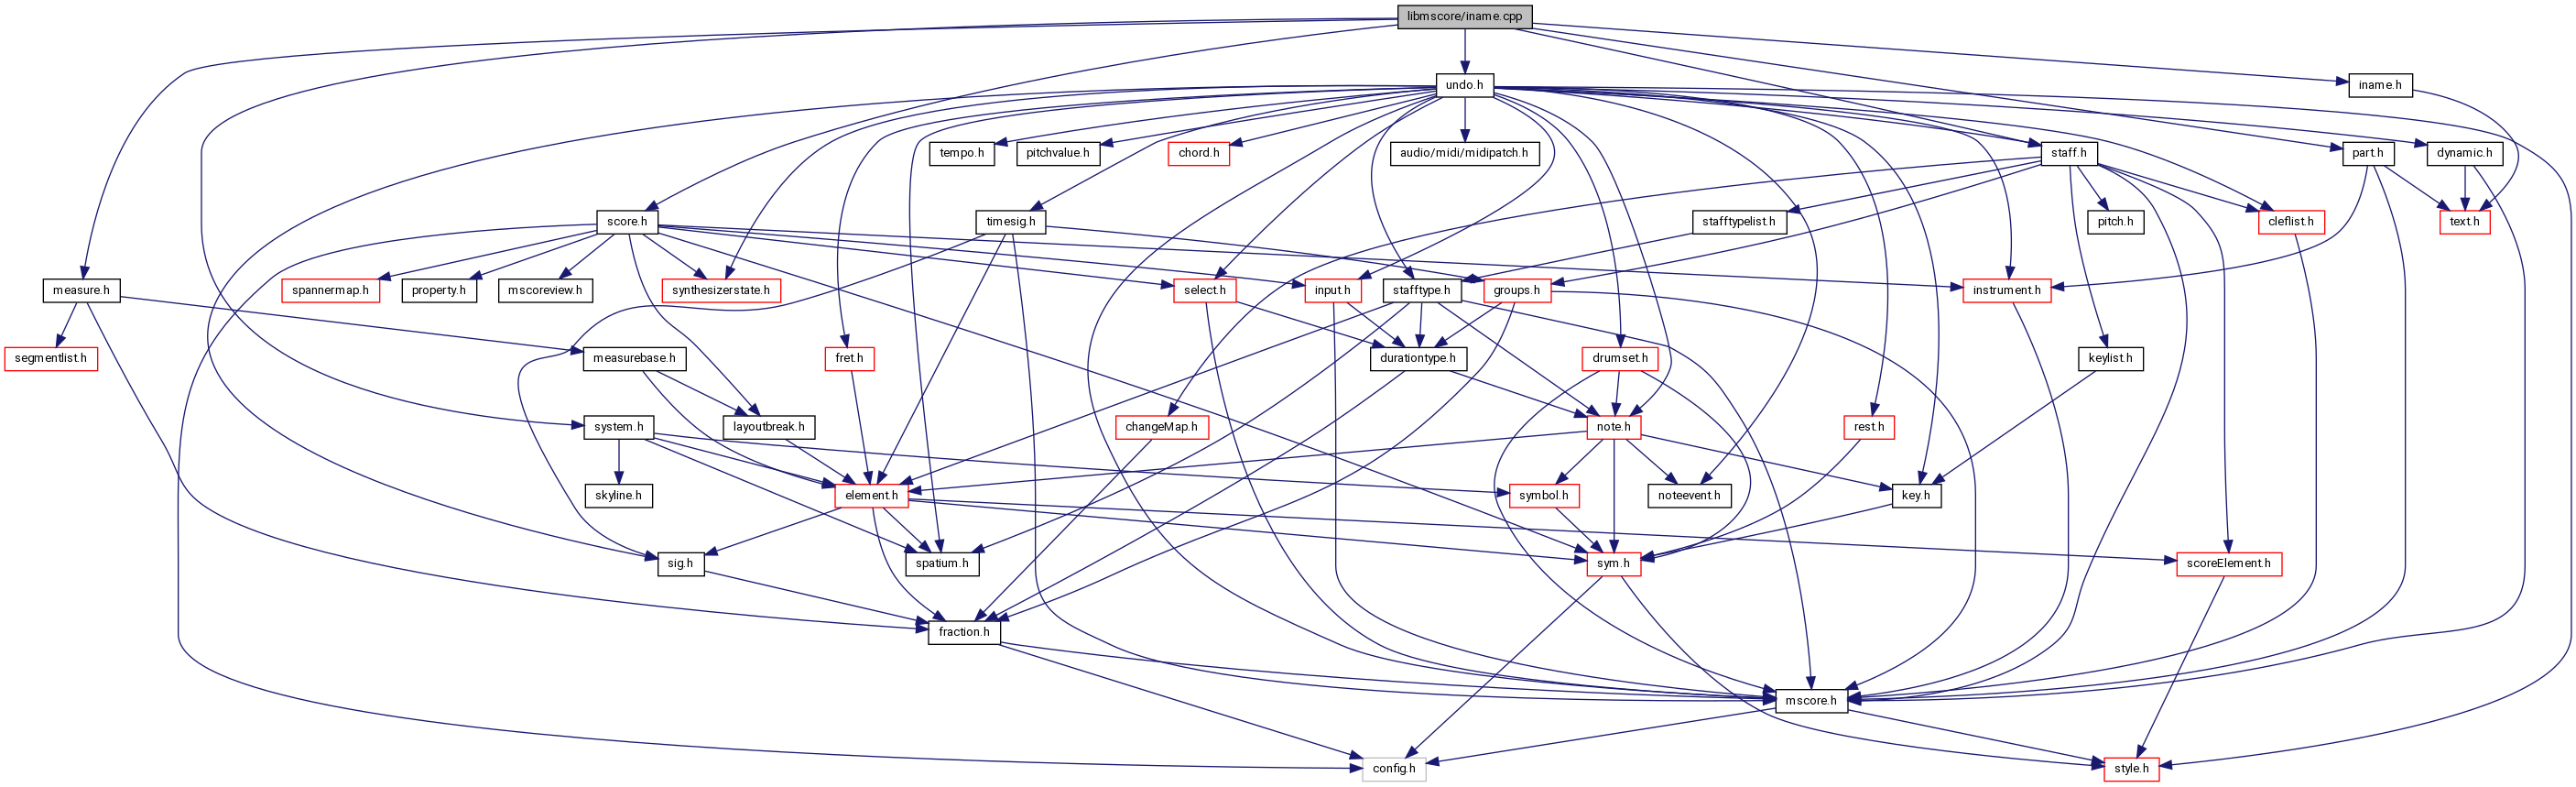 libmscore/iname.cpp
undo.h
iname.h
tempo.h
pitchvalue.h
chord.h
audio/midi/midipatch.h
staff.h
part.h
dynamic.h
score.h
timesig.h
stafftypelist.h
pitch.h
cleflist.h
text.h
measure.h
spannermap.h
property.h
mscoreview.h
synthesizerstate.h
select.h
input.h
stafftype.h
groups.h
instrument.h
segmentlist.h
measurebase.h
fret.h
durationtype.h
drumset.h
keylist.h
system.h
layoutbreak.h
changeMap.h
note.h
rest.h
skyline.h
element.h
symbol.h
noteevent.h
key.h
sig.h
spatium.h
sym.h
scoreElement.h
fraction.h
mscore.h
config.h
style.h